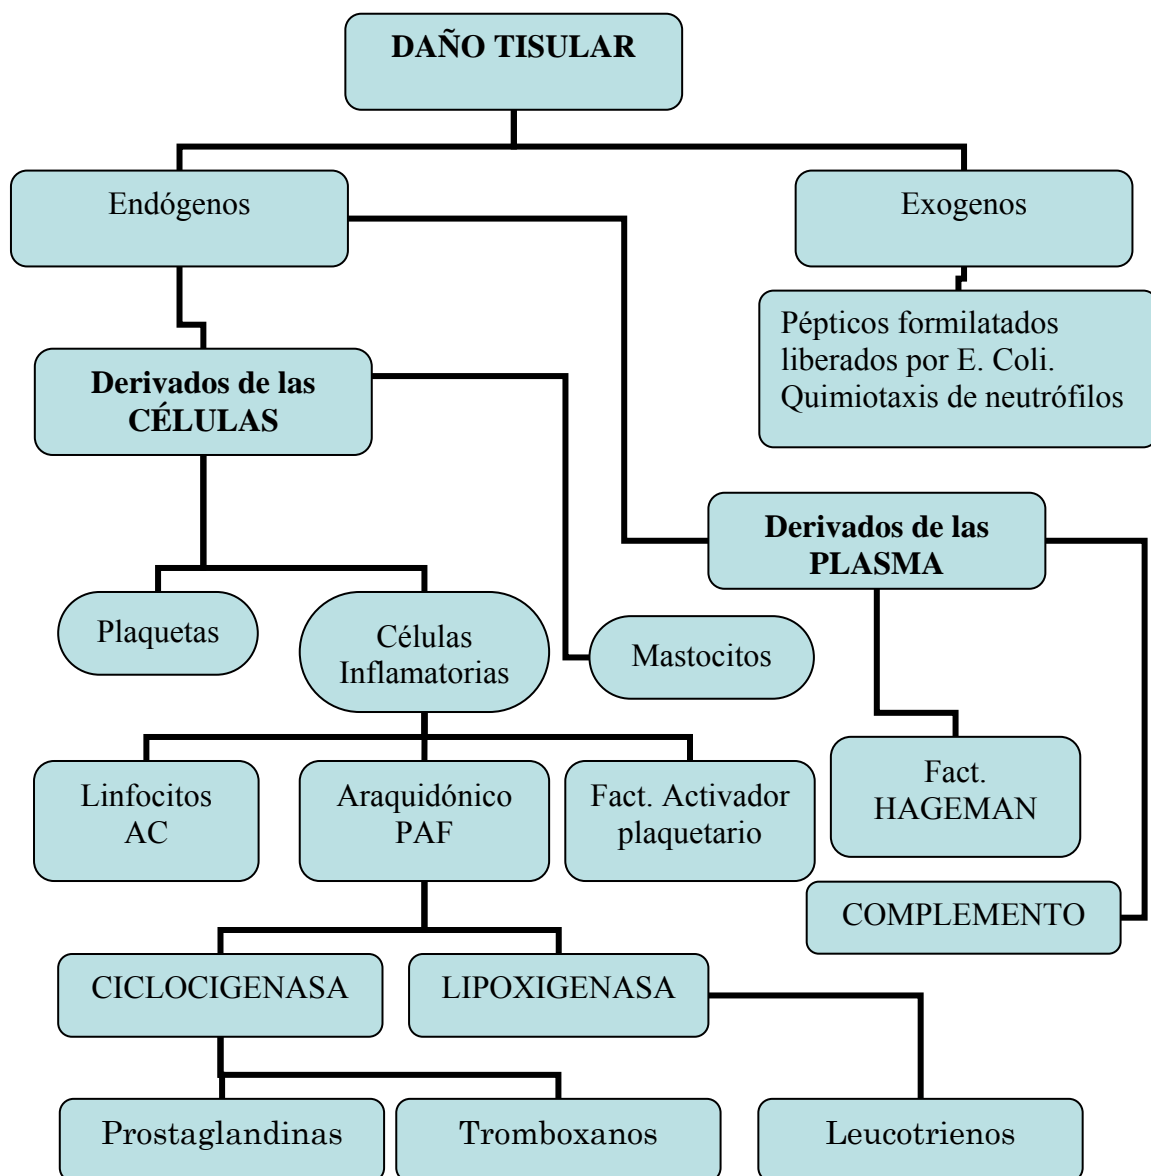 DAÑO TISULAR
Endógenos
Exogenos
Pépticos formilatados
liberados por E. Coli.
Quimiotaxis de neutrófilos
Derivados de las
CÉLULAS
Derivados de las
PLASMA
Plaquetas
Células
Inflamatorias
Mastocitos
Linfocitos
AC
Araquidónico
PAF
Fact. Activador
plaquetario
Fact.
HAGEMAN
COMPLEMENTO
CICLOCIGENASA
LIPOXIGENASA
Prostaglandinas
Tromboxanos
Leucotrienos